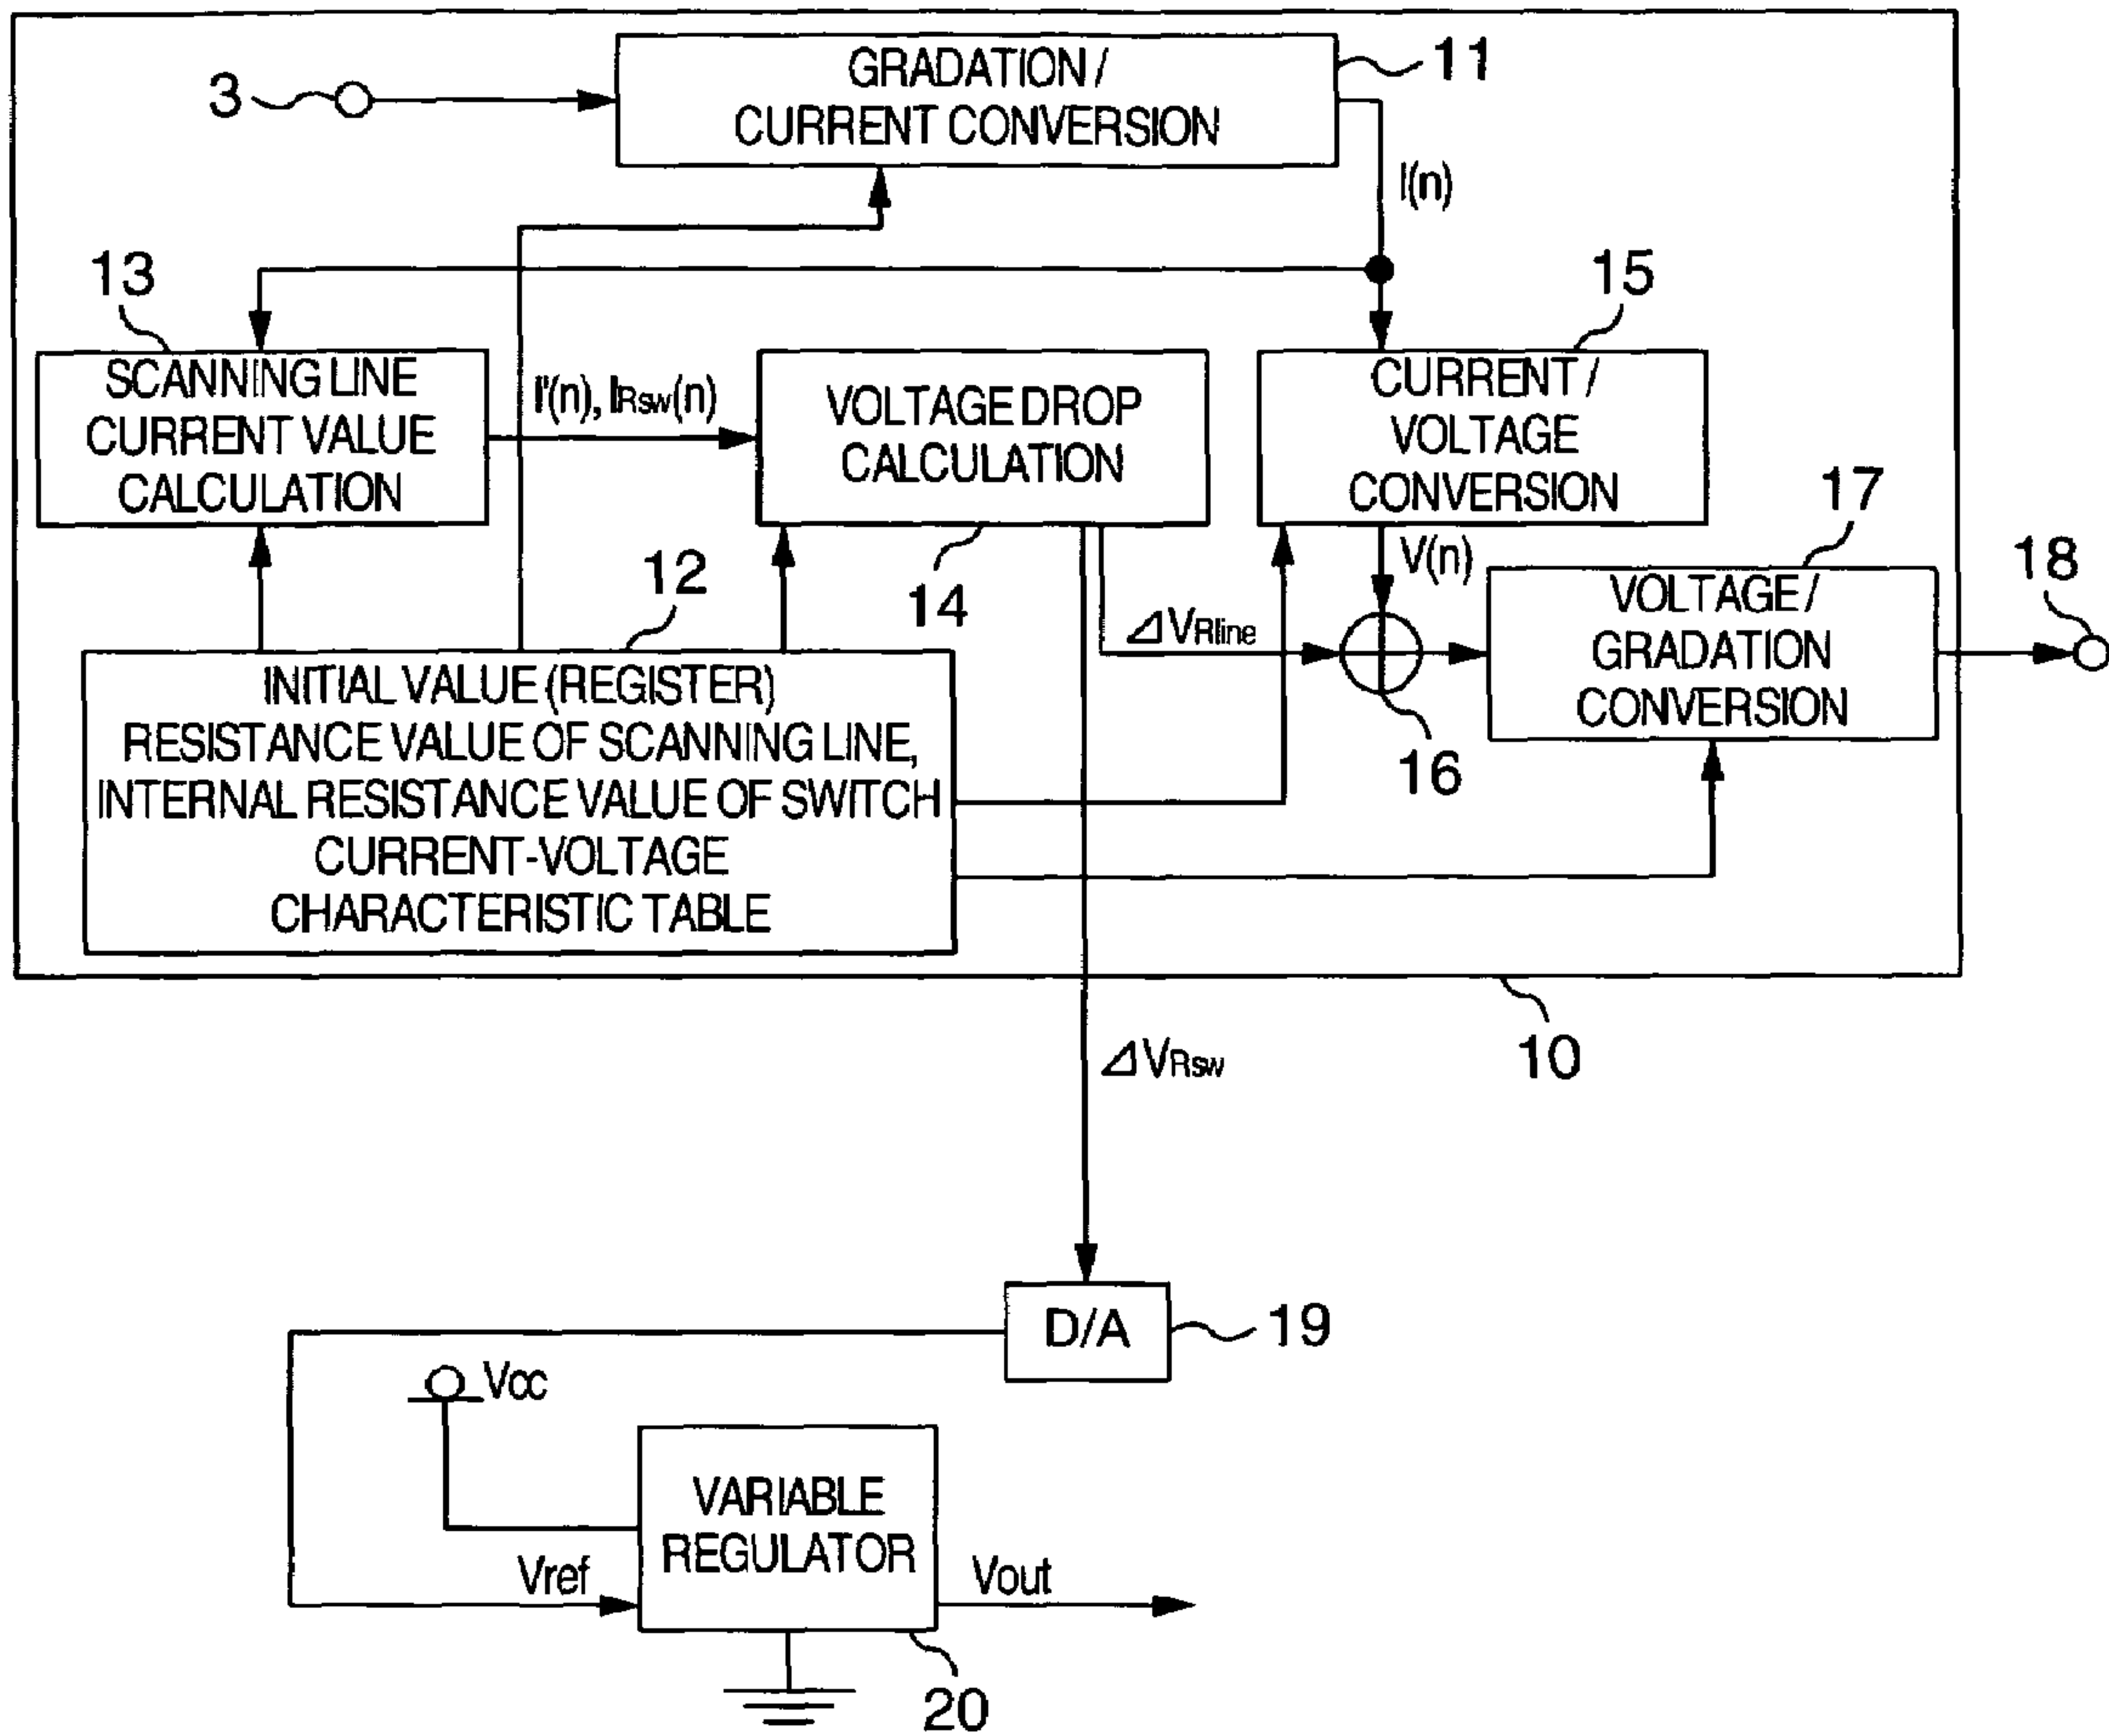 GRADATION /
CURRENT CONVERSION
11
3
I(n)
13
15
SCANNING LINE
CURRENT VALUE
CALCULATION
I'(n), IRsw(n)
VOLTAGE DROP
CALCULATION
CURRENT /
VOLTAGE
CONVERSION
17
12
14
V(n)
18
⊿VRline
VOLTAGE /
GRADATION
CONVERSION
16
INITIAL VALUE (REGISTER)
RESISTANCE VALUE OF SCANNING LINE,
INTERNAL RESISTANCE VALUE OF SWITCH
CURRENT-VOLTAGE
CHARACTERISTIC TABLE
10
⊿VRsw
D/A
19
Vcc
VARIABLE
REGULATOR
Vref
Vout
20